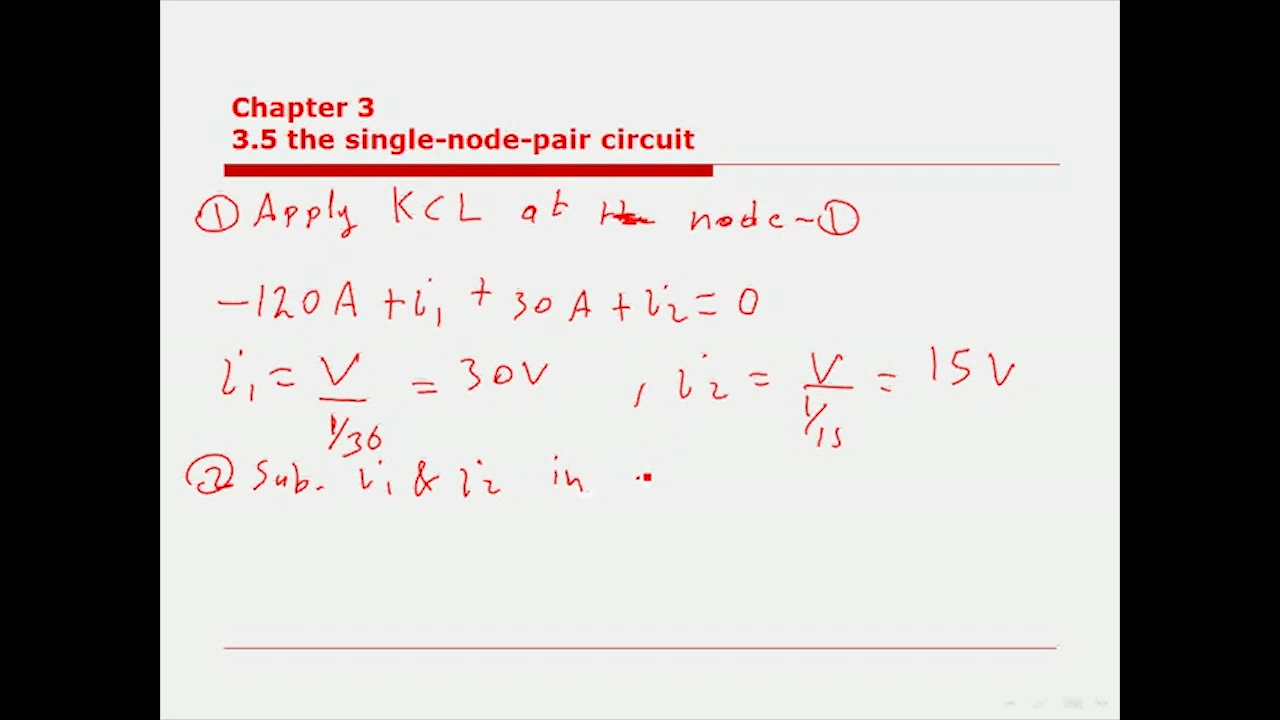 Chapter 3
3.5 the single-node-pair circuit
① Apply KCL at node-①
-120A + i₁ + 30A + i₂ = 0
i₁ = V/(1/30) = 30V , i₂ = V/(1/15) = 15V
② Sub. i₁ & i₂ in